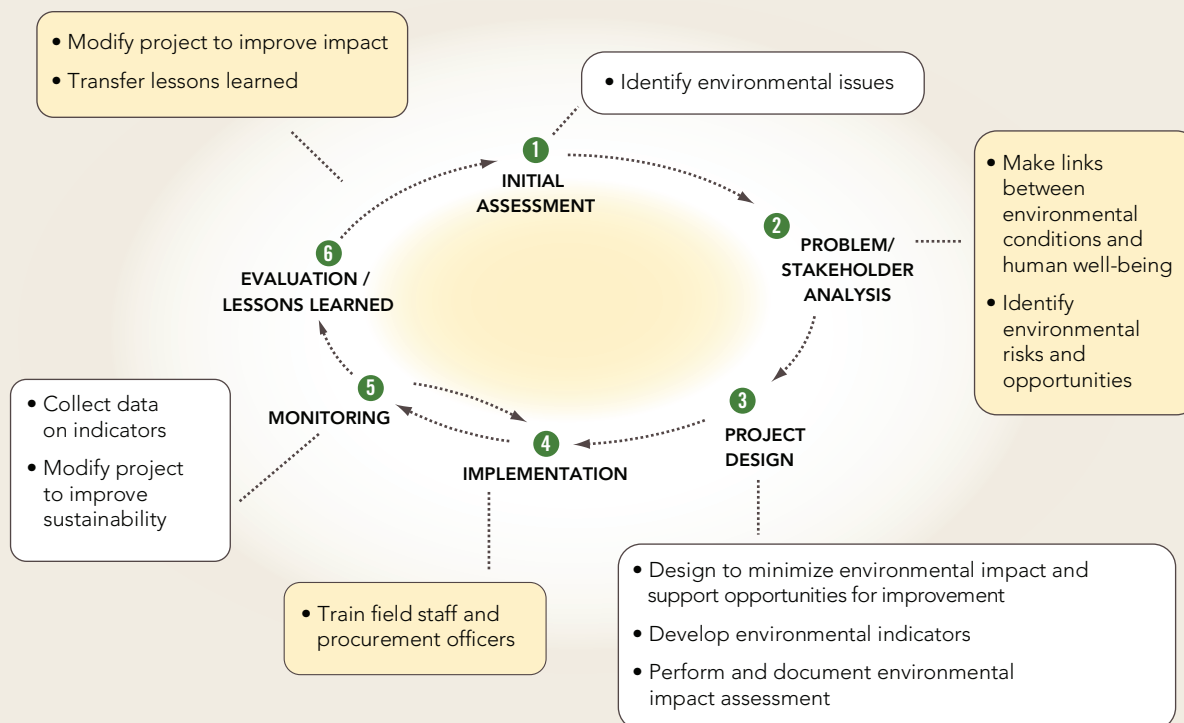 • Modify project to improve impact
• Transfer lessons learned
• Identify environmental issues
1
INITIAL
ASSESSMENT
2
PROBLEM/
STAKEHOLDER
ANALYSIS
• Make links
between
environmental
conditions and
human well-being
• Identify
environmental
risks and
opportunities
3
PROJECT
DESIGN
• Design to minimize environmental impact and
support opportunities for improvement
• Develop environmental indicators
• Perform and document environmental
impact assessment
4
IMPLEMENTATION
• Train field staff and
procurement officers
5
MONITORING
• Collect data
on indicators
• Modify project
to improve
sustainability
6
EVALUATION /
LESSONS LEARNED